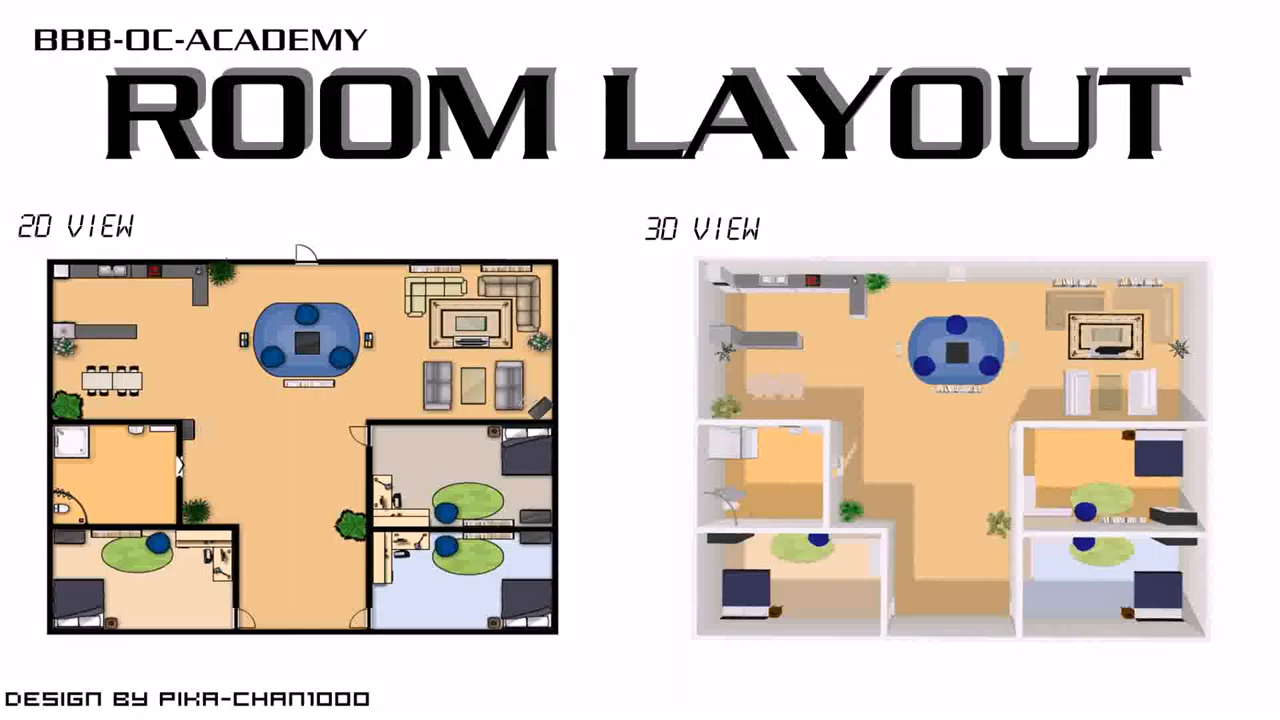 BBB-OC-ACADEMY
ROOM LAYOUT
2D VIEW
3D VIEW
DESIGN BY PIKA-CHAN1000